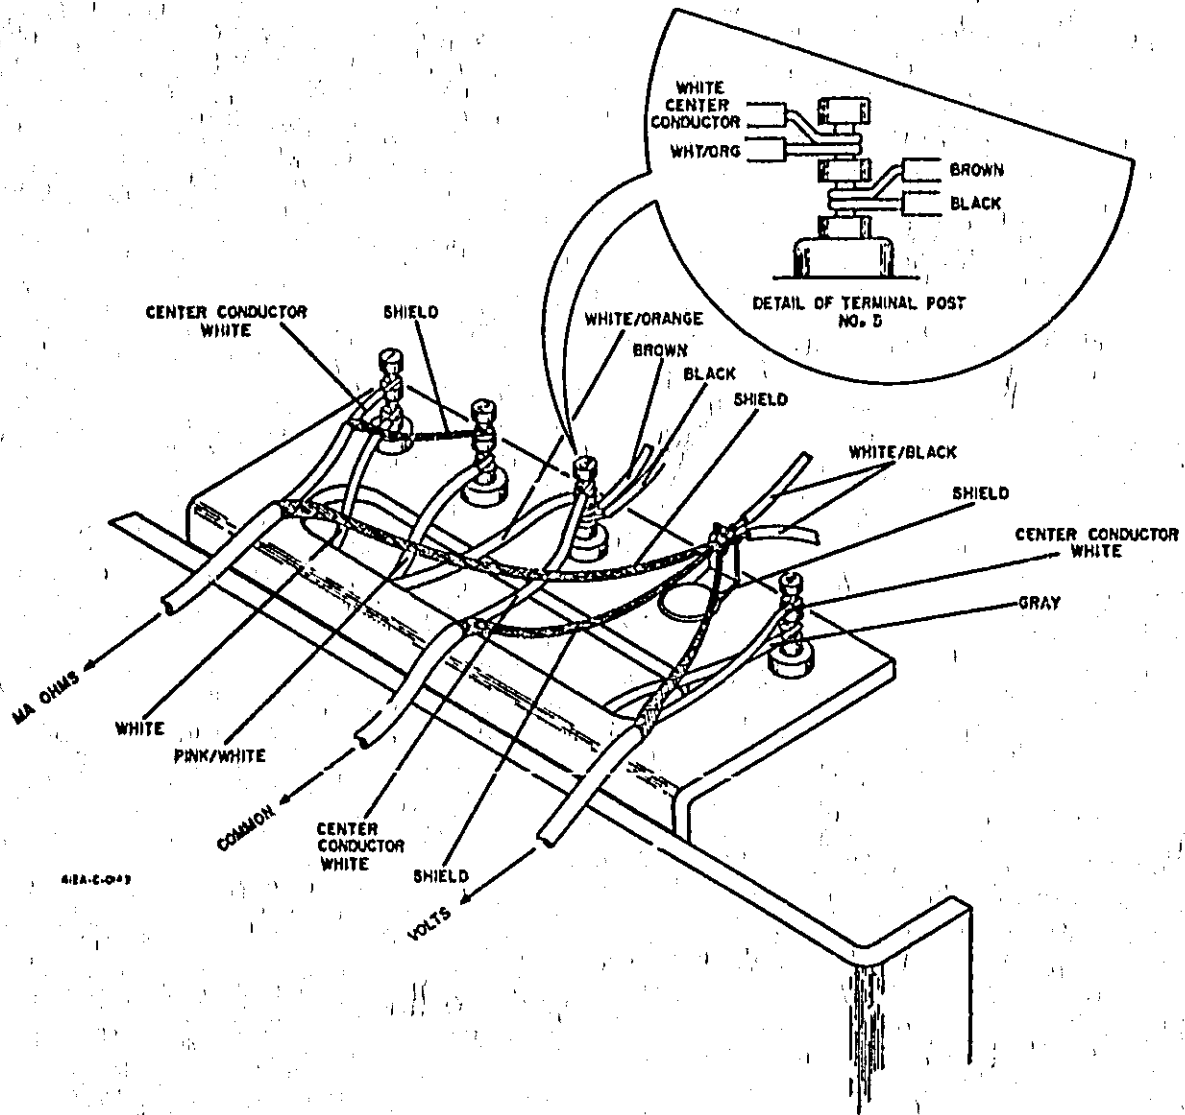 WHITE
CENTER
CONDUCTOR
WHT/ORG
BROWN
BLACK
DETAIL OF TERMINAL POST
NO. 5
CENTER CONDUCTOR
WHITE
SHIELD
WHITE/ORANGE
BROWN
BLACK
SHIELD
WHITE/BLACK
SHIELD
CENTER CONDUCTOR
WHITE
GRAY
MA OHMS
WHITE
PINK/WHITE
COMMON
CENTER
CONDUCTOR
WHITE
SHIELD
VOLTS